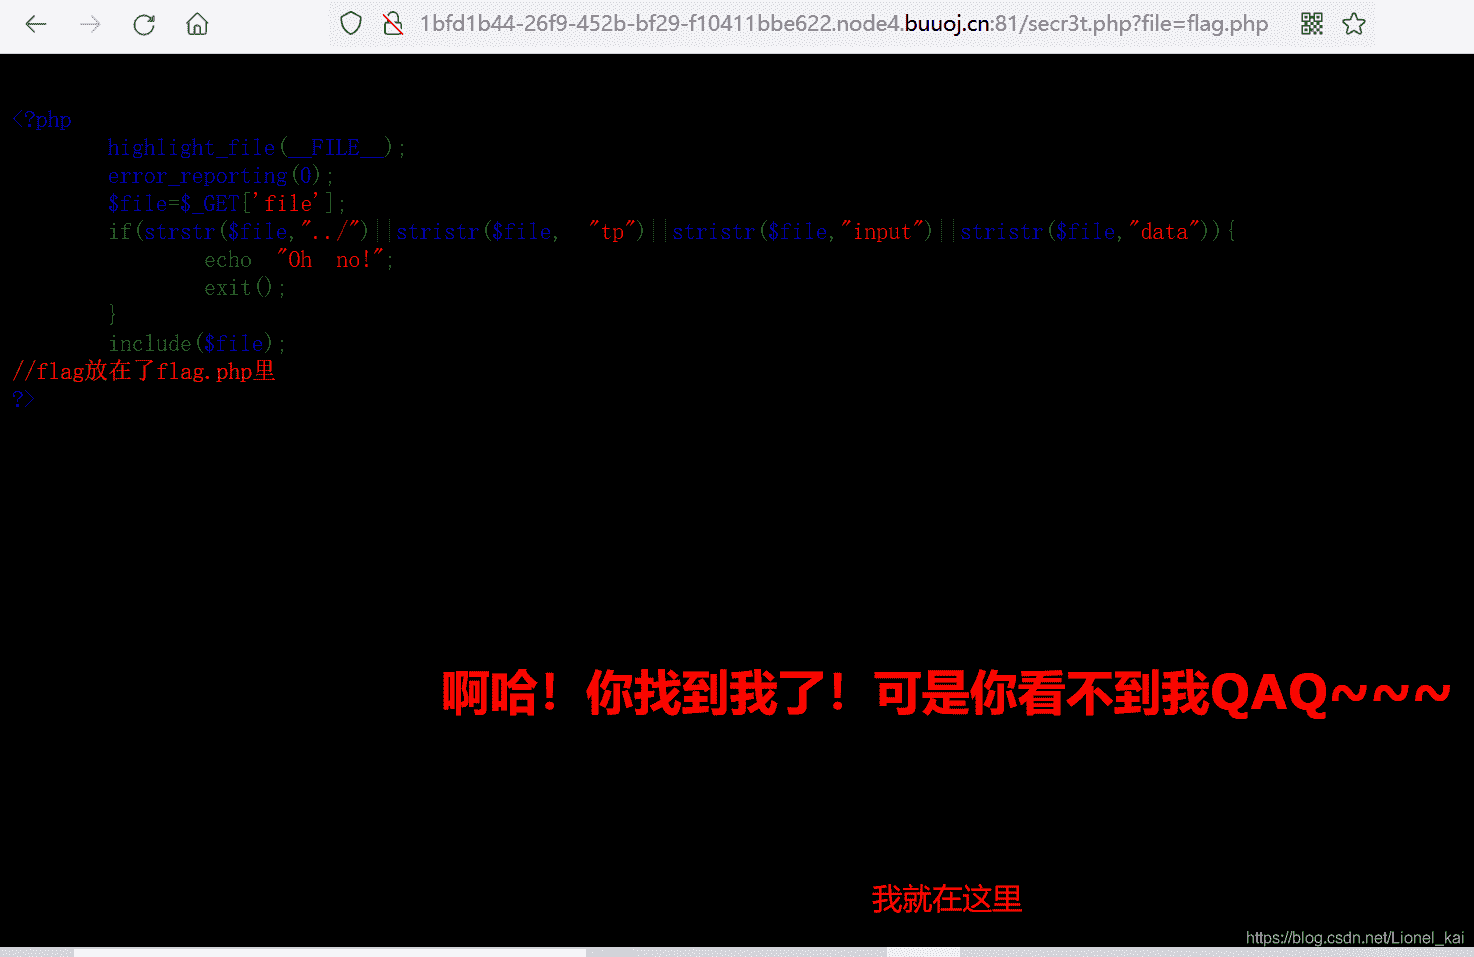 1bfd1b44-26f9-452b-bf29-f10411bbe622.node4.buuoj.cn:81/secr3t.php?file=flag.php
<?php
highlight_file(__FILE__);
error_reporting(0);
$file=$_GET['file'];
if(strstr($file,"../")||stristr($file, "tp")||stristr($file,"input")||stristr($file,"data")){
echo "Oh no!";
exit();
}
include($file);
//flag放在了flag.php里
?>
啊哈！你找到我了！可是你看不到我QAQ~~~
我就在这里
https://blog.csdn.net/Lionel_kai